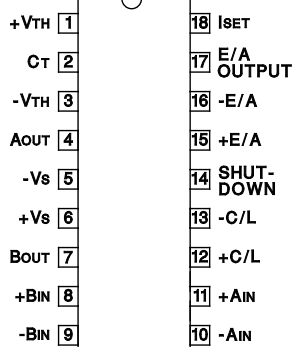 +VTH 1 18 ISET
CT 2 17 E/A OUTPUT
-VTH 3 16 -E/A
AOUT 4 15 +E/A
-VS 5 14 SHUT-DOWN
+VS 6 13 -C/L
BOUT 7 12 +C/L
+BIN 8 11 +AIN
-BIN 9 10 -AIN